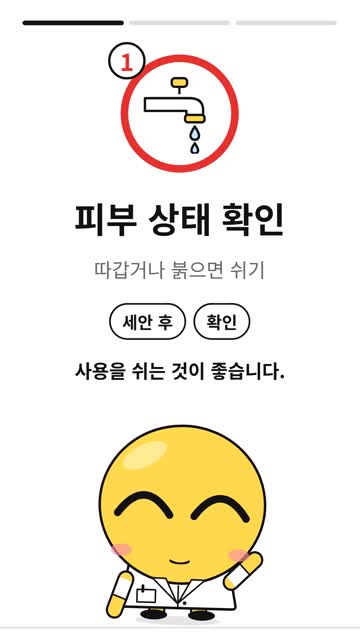 1
피부 상태 확인
따갑거나 붉으면 쉬기
세안 후 확인
사용을 쉬는 것이 좋습니다.